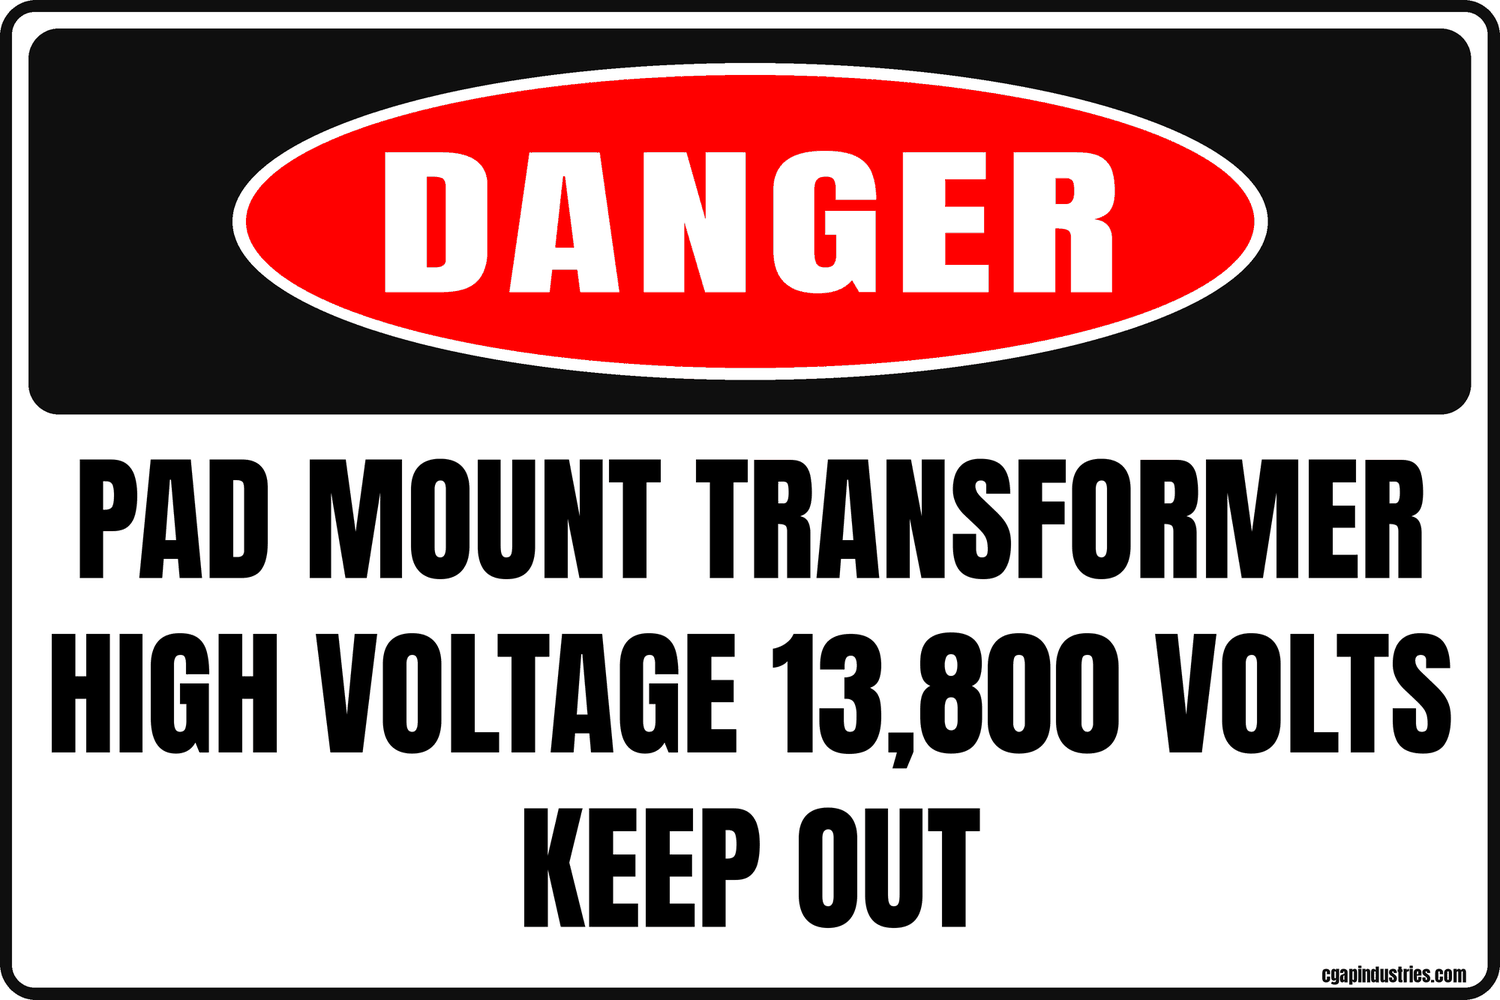 DANGER
PAD MOUNT TRANSFORMER
HIGH VOLTAGE 13,800 VOLTS
KEEP OUT
cgapindustries.com